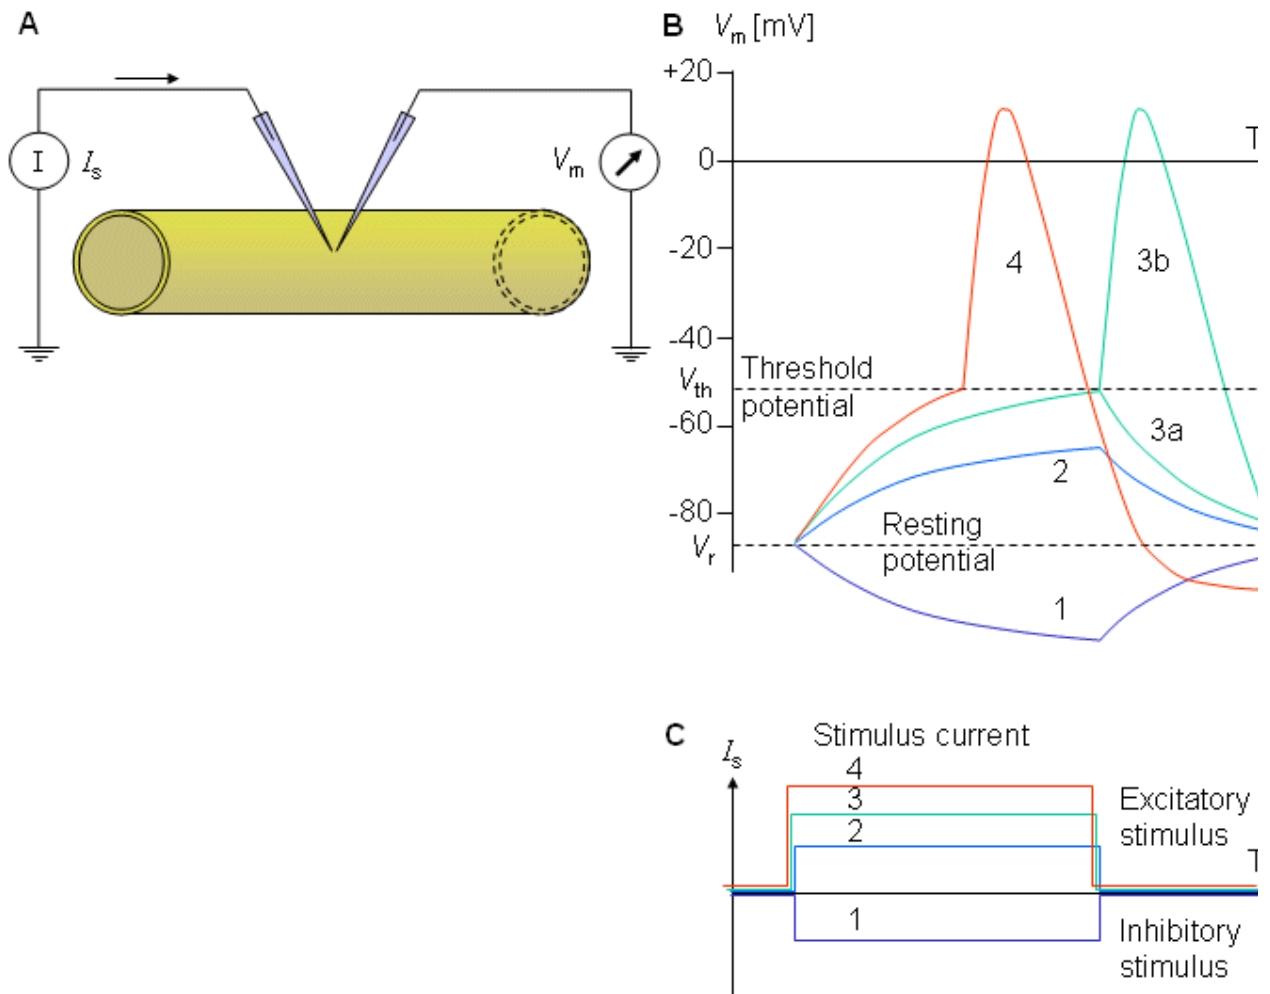 A
I
Is
Vm
B
Vm [mV]
+20
0
T
-20
4
3b
-40
Vth
Threshold
potential
-60
3a
2
-80
Resting
potential
Vr
1
C
Stimulus current
Is
4
3
2
Excitatory
stimulus
T
1
Inhibitory
stimulus